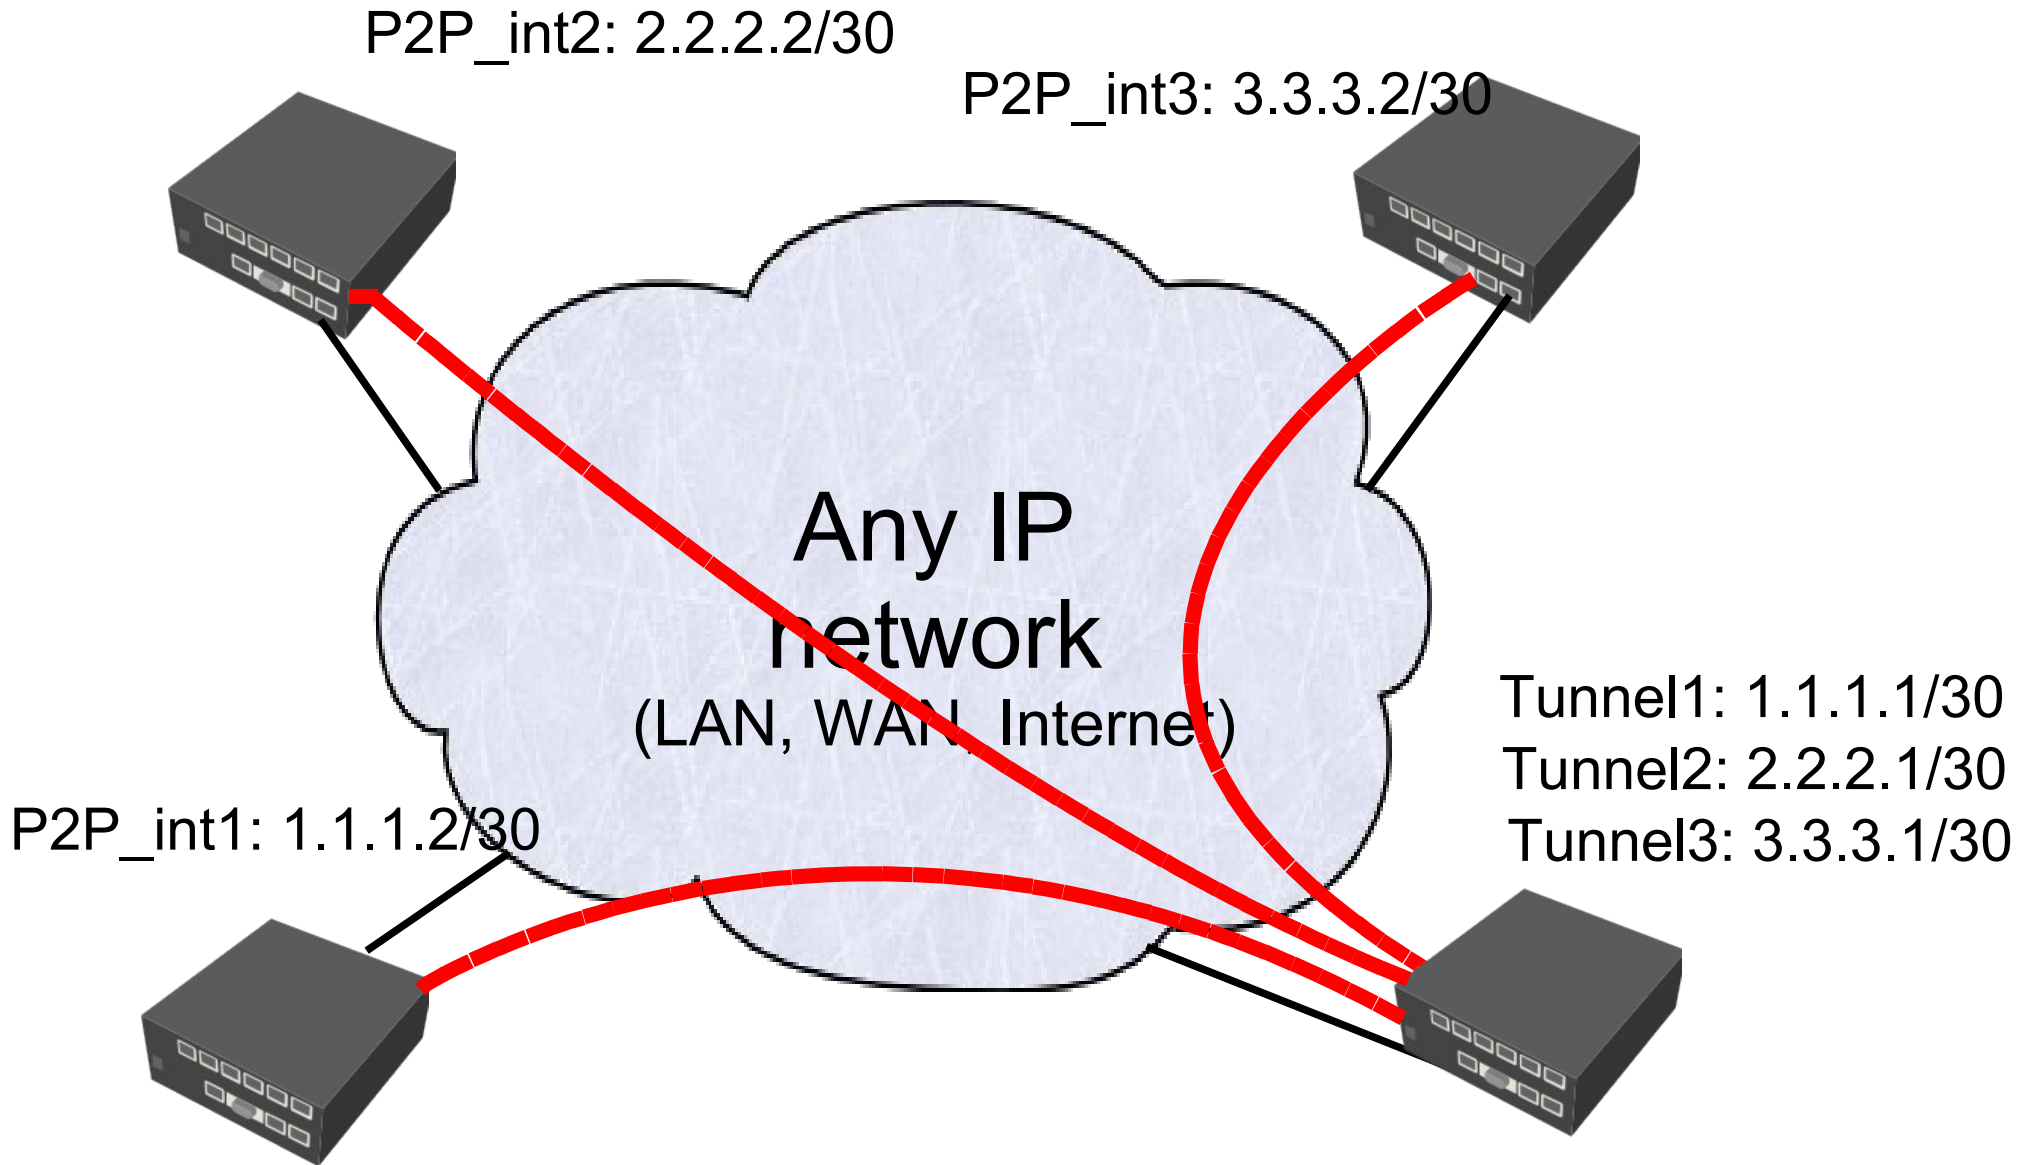 P2P_int2: 2.2.2.2/30
P2P_int3: 3.3.3.2/30
Any IP
network
(LAN, WAN, Internet)
Tunnel1: 1.1.1.1/30
Tunnel2: 2.2.2.1/30
Tunnel3: 3.3.3.1/30
P2P_int1: 1.1.1.2/30